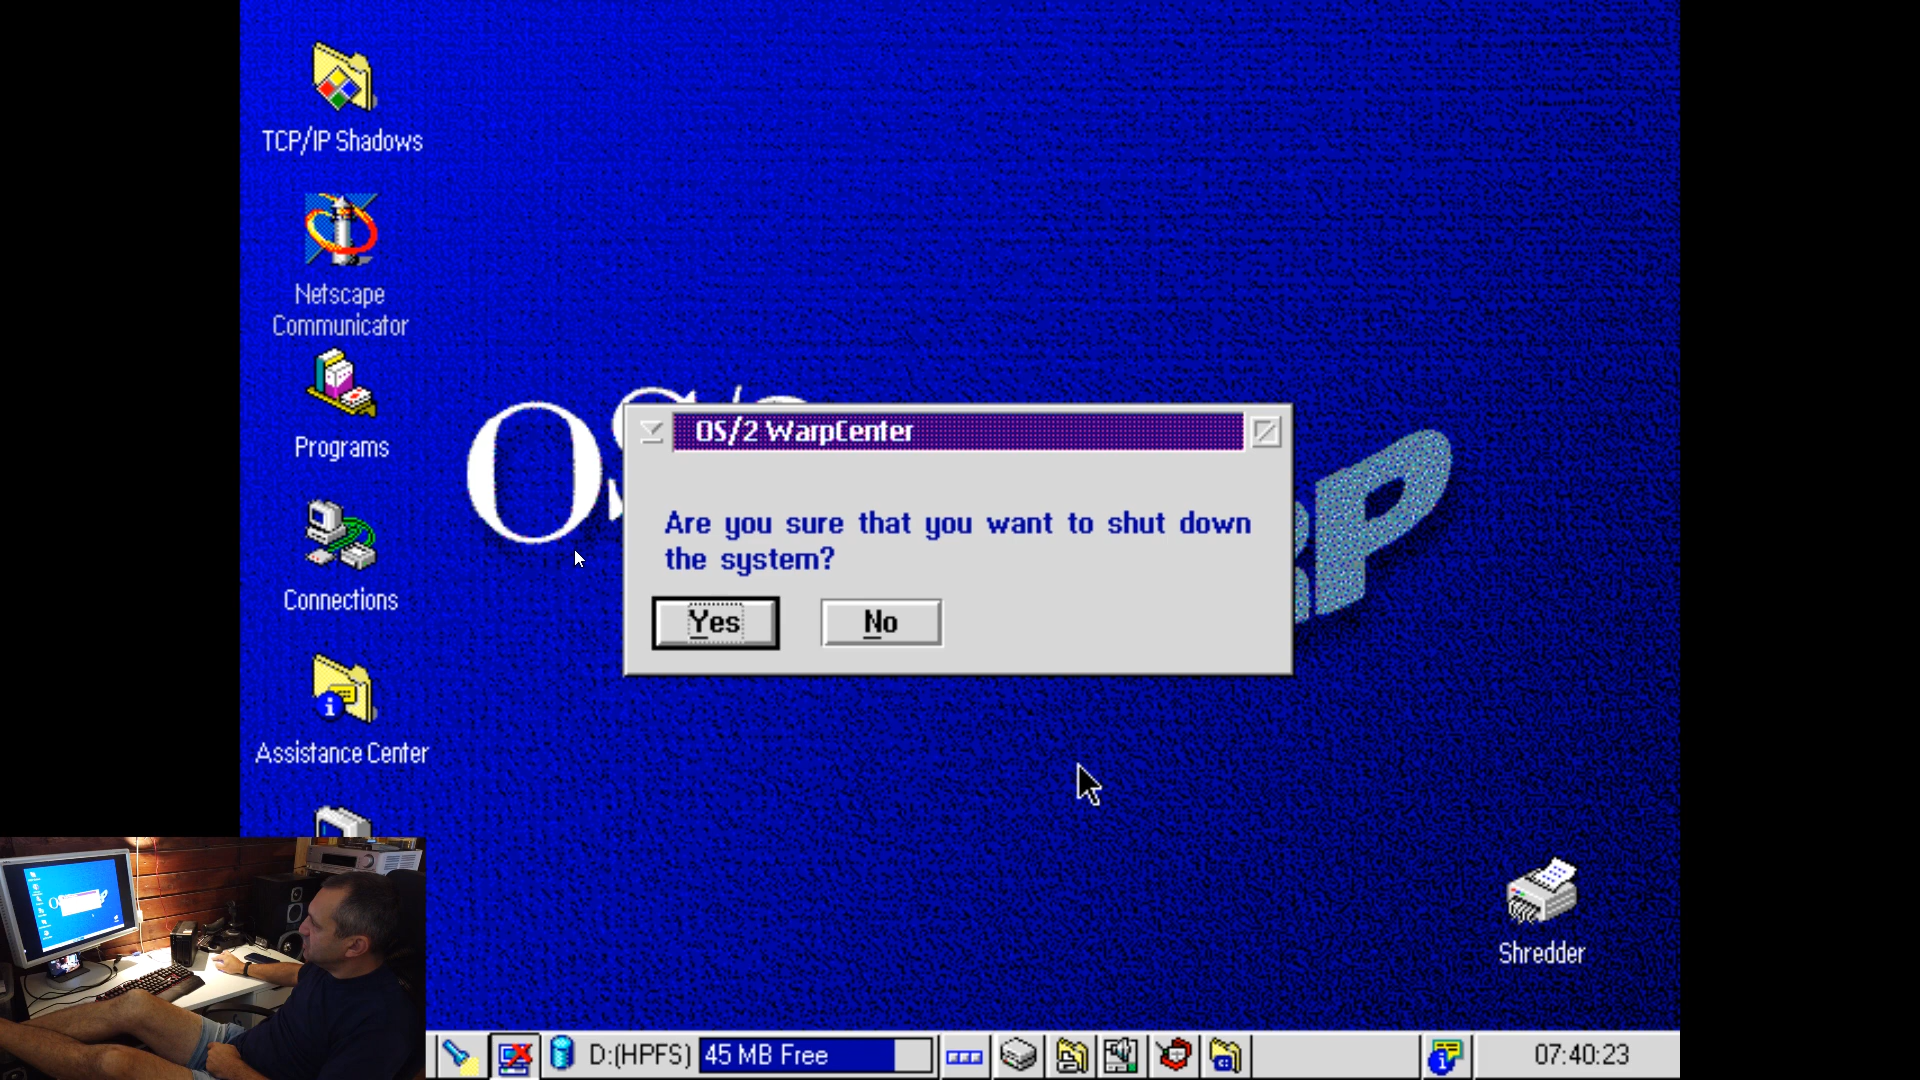 TCP/IP Shadows
Netscape
Communicator
Programs
Connections
Assistance Center
OS/2 WarpCenter
Are you sure that you want to shut down
the system?
Yes
No
Shredder
D:(HPFS)
45 MB Free
07:40:23